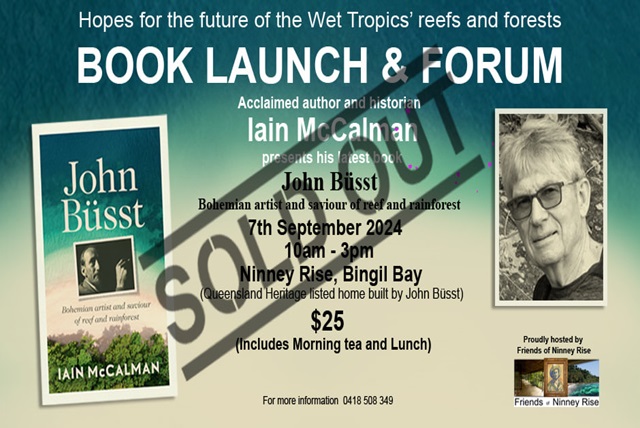 Hopes for the future of the Wet Tropics' reefs and forests
BOOK LAUNCH & FORUM
Acclaimed author and historian
Iain McCalman
presents his latest book
John Büsst
Bohemian artist and saviour of reef and rainforest
7th September 2024
10am - 3pm
Ninney Rise, Bingil Bay
(Queensland Heritage listed home built by John Büsst)
$25
(Includes Morning tea and Lunch)
For more information 0418 508 349
SOLD OUT
John
Büsst
Bohemian artist and saviour
of reef and rainforest
IAIN McCALMAN
Proudly hosted by
Friends of Ninney Rise
Friends of Ninney Rise